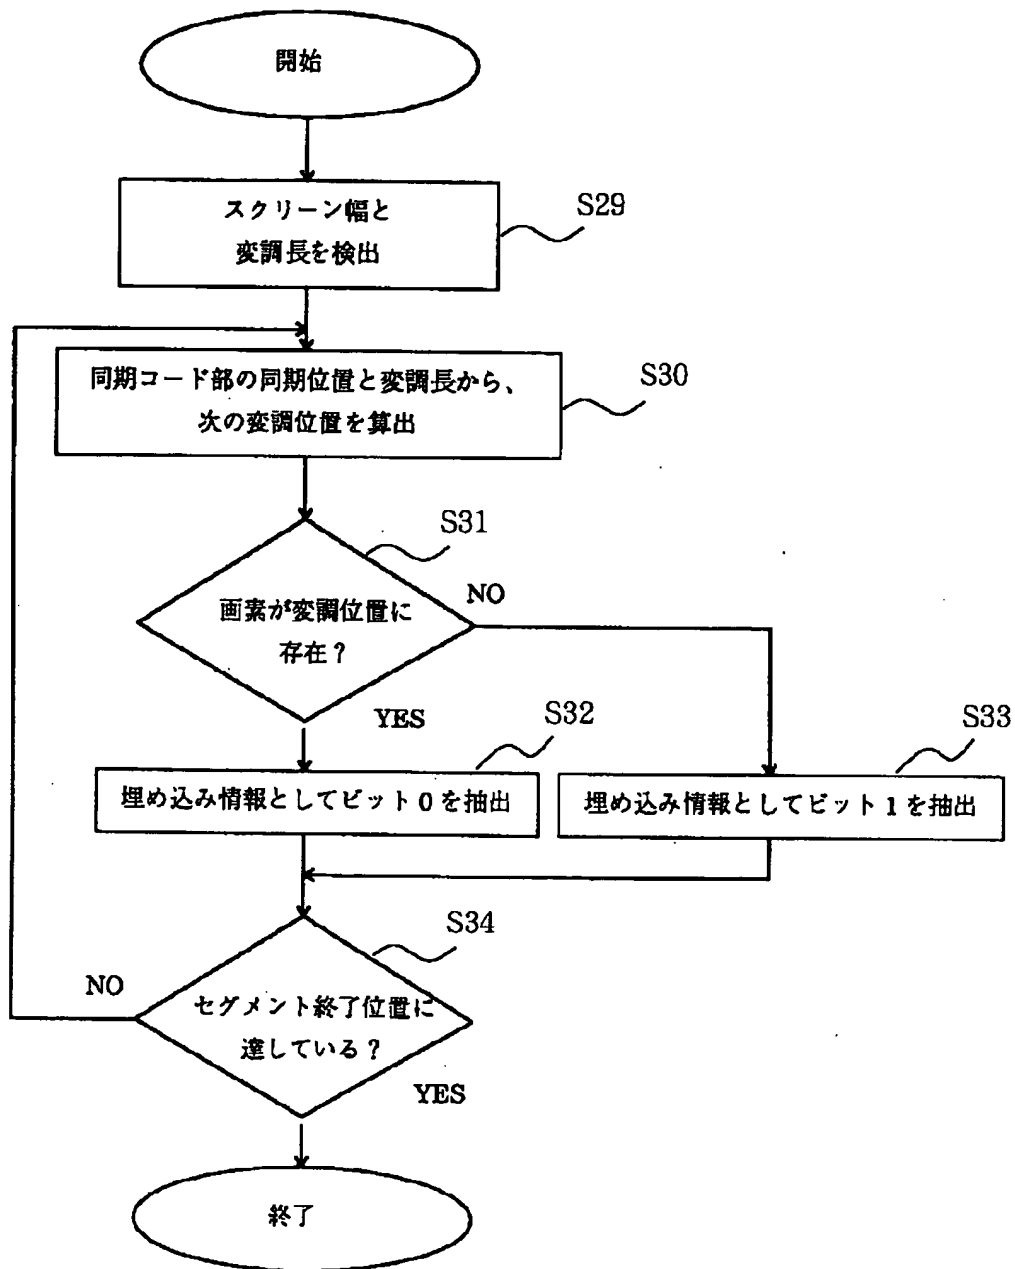 開始
スクリーン幅と
変調長を検出
S29
同期コード部の同期位置と変調長から、
次の変調位置を算出
S30
S31
画素が変調位置に
存在？
NO
YES
S32
埋め込み情報としてビット0を抽出
S33
埋め込み情報としてビット1を抽出
S34
NO
セグメント終了位置に
達している？
YES
終了